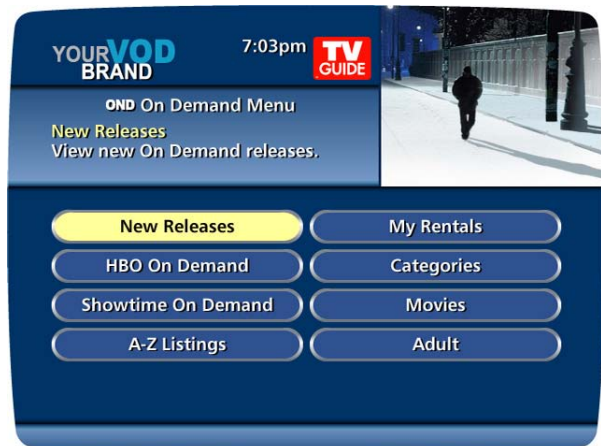 YOURVOD
BRAND
7:03pm
TV
GUIDE
OND On Demand Menu
New Releases
View new On Demand releases.
New Releases
My Rentals
HBO On Demand
Categories
Showtime On Demand
Movies
A-Z Listings
Adult